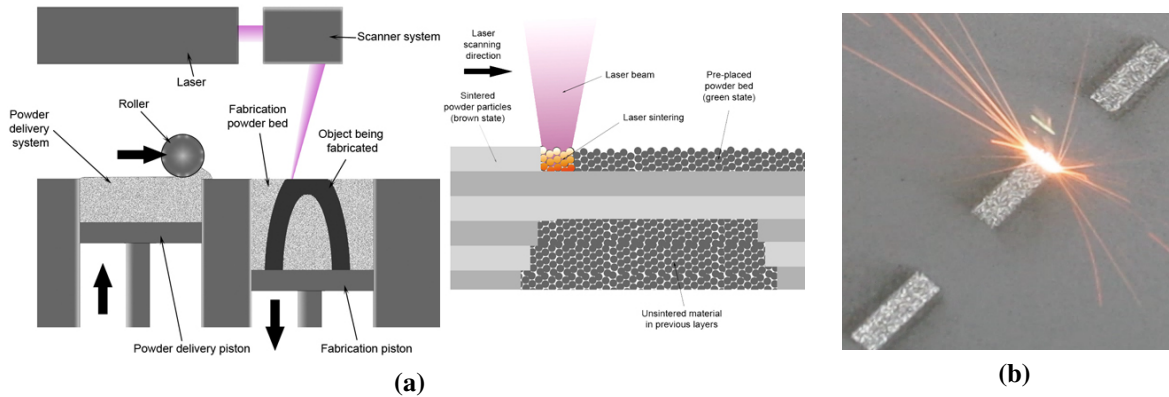 Laser
Scanner system
Roller
Powder
delivery
system
Fabrication
powder bed
Object being
fabricated
Powder delivery piston
Fabrication piston
Laser
scanning
direction
Sintered
powder particles
(brown state)
Laser beam
Laser sintering
Pre-placed
powder bed
(green state)
Unsintered material
in previous layers
(a)
(b)